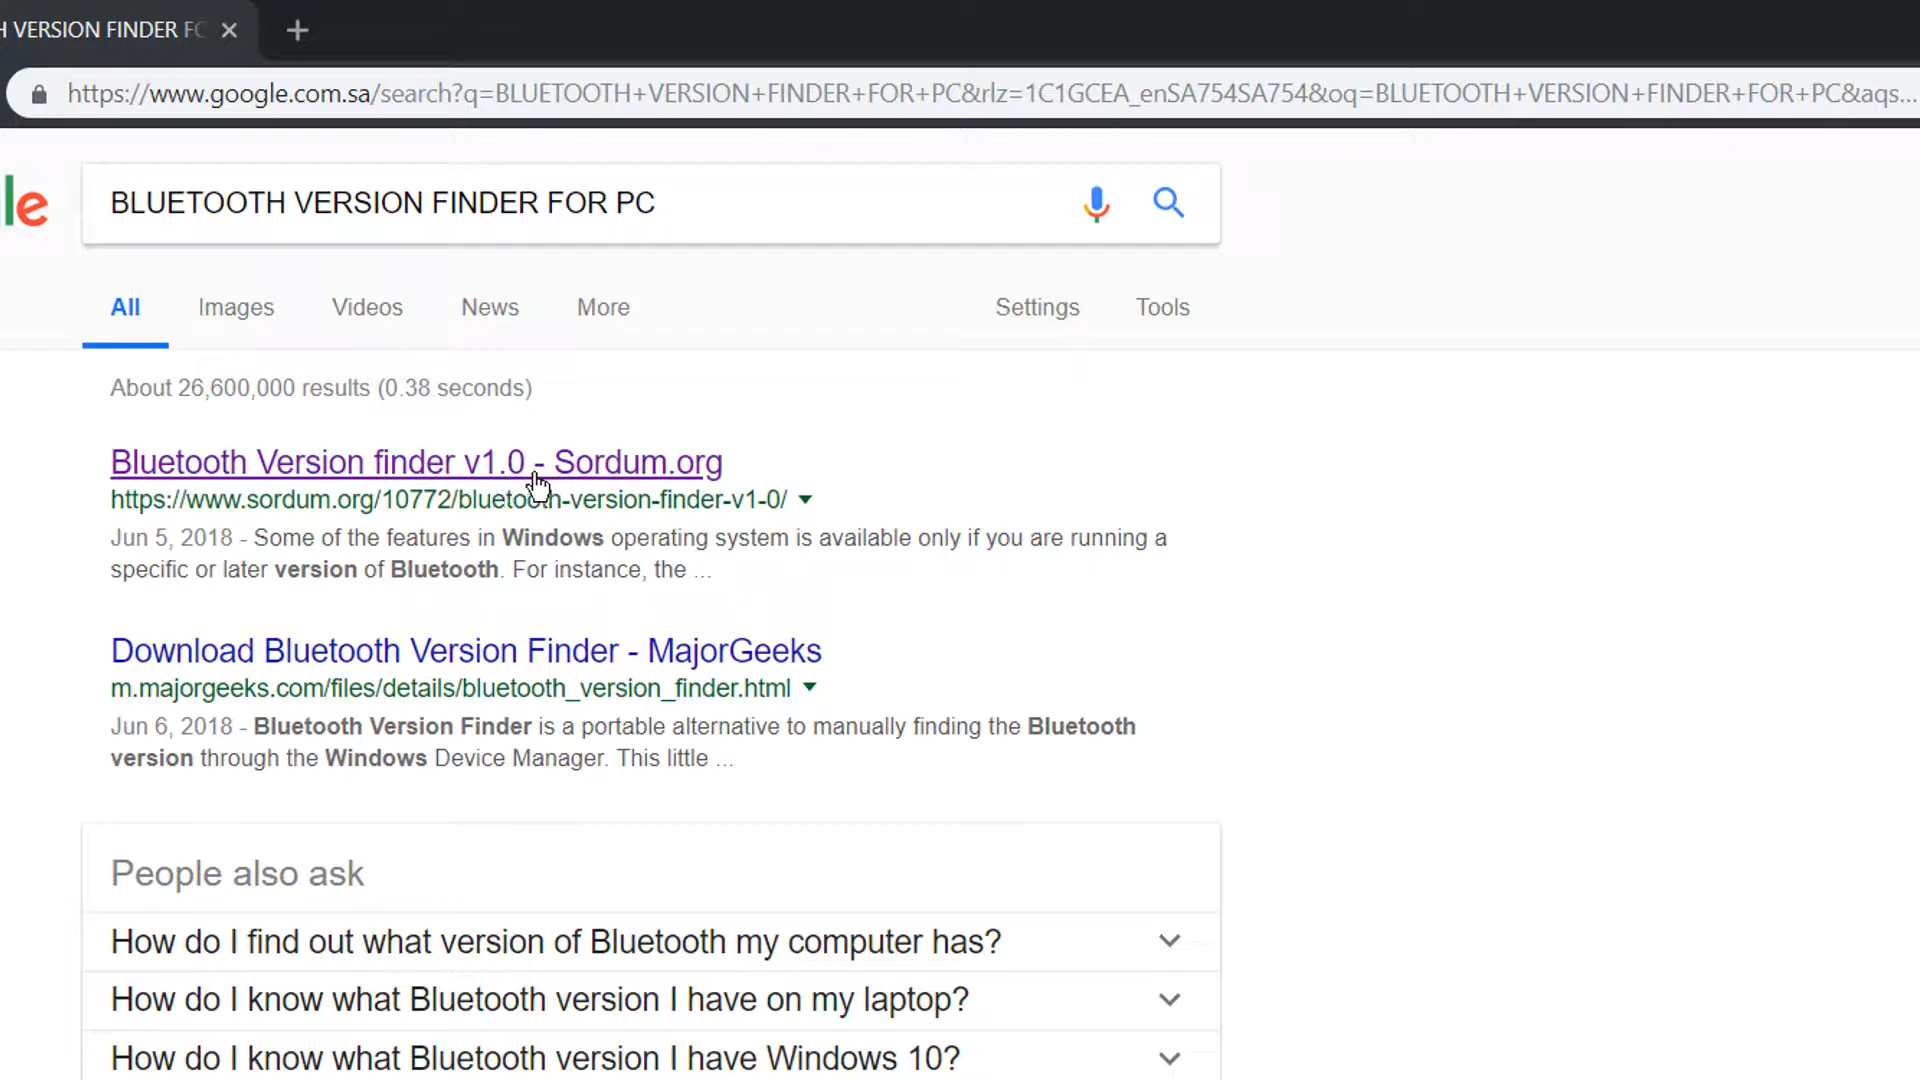 H VERSION FINDER FO
https://www.google.com.sa/search?q=BLUETOOTH+VERSION+FINDER+FOR+PC&rlz=1C1GCEA_enSA754SA754&oq=BLUETOOTH+VERSION+FINDER+FOR+PC&aqs...
le
BLUETOOTH VERSION FINDER FOR PC
All Images Videos News More Settings Tools
About 26,600,000 results (0.38 seconds)
Bluetooth Version finder v1.0 - Sordum.org
https://www.sordum.org/10772/bluetooth-version-finder-v1-0/
Jun 5, 2018 - Some of the features in Windows operating system is available only if you are running a
specific or later version of Bluetooth. For instance, the ...
Download Bluetooth Version Finder - MajorGeeks
m.majorgeeks.com/files/details/bluetooth_version_finder.html
Jun 6, 2018 - Bluetooth Version Finder is a portable alternative to manually finding the Bluetooth
version through the Windows Device Manager. This little ...
People also ask
How do I find out what version of Bluetooth my computer has?
How do I know what Bluetooth version I have on my laptop?
How do I know what Bluetooth version I have Windows 10?